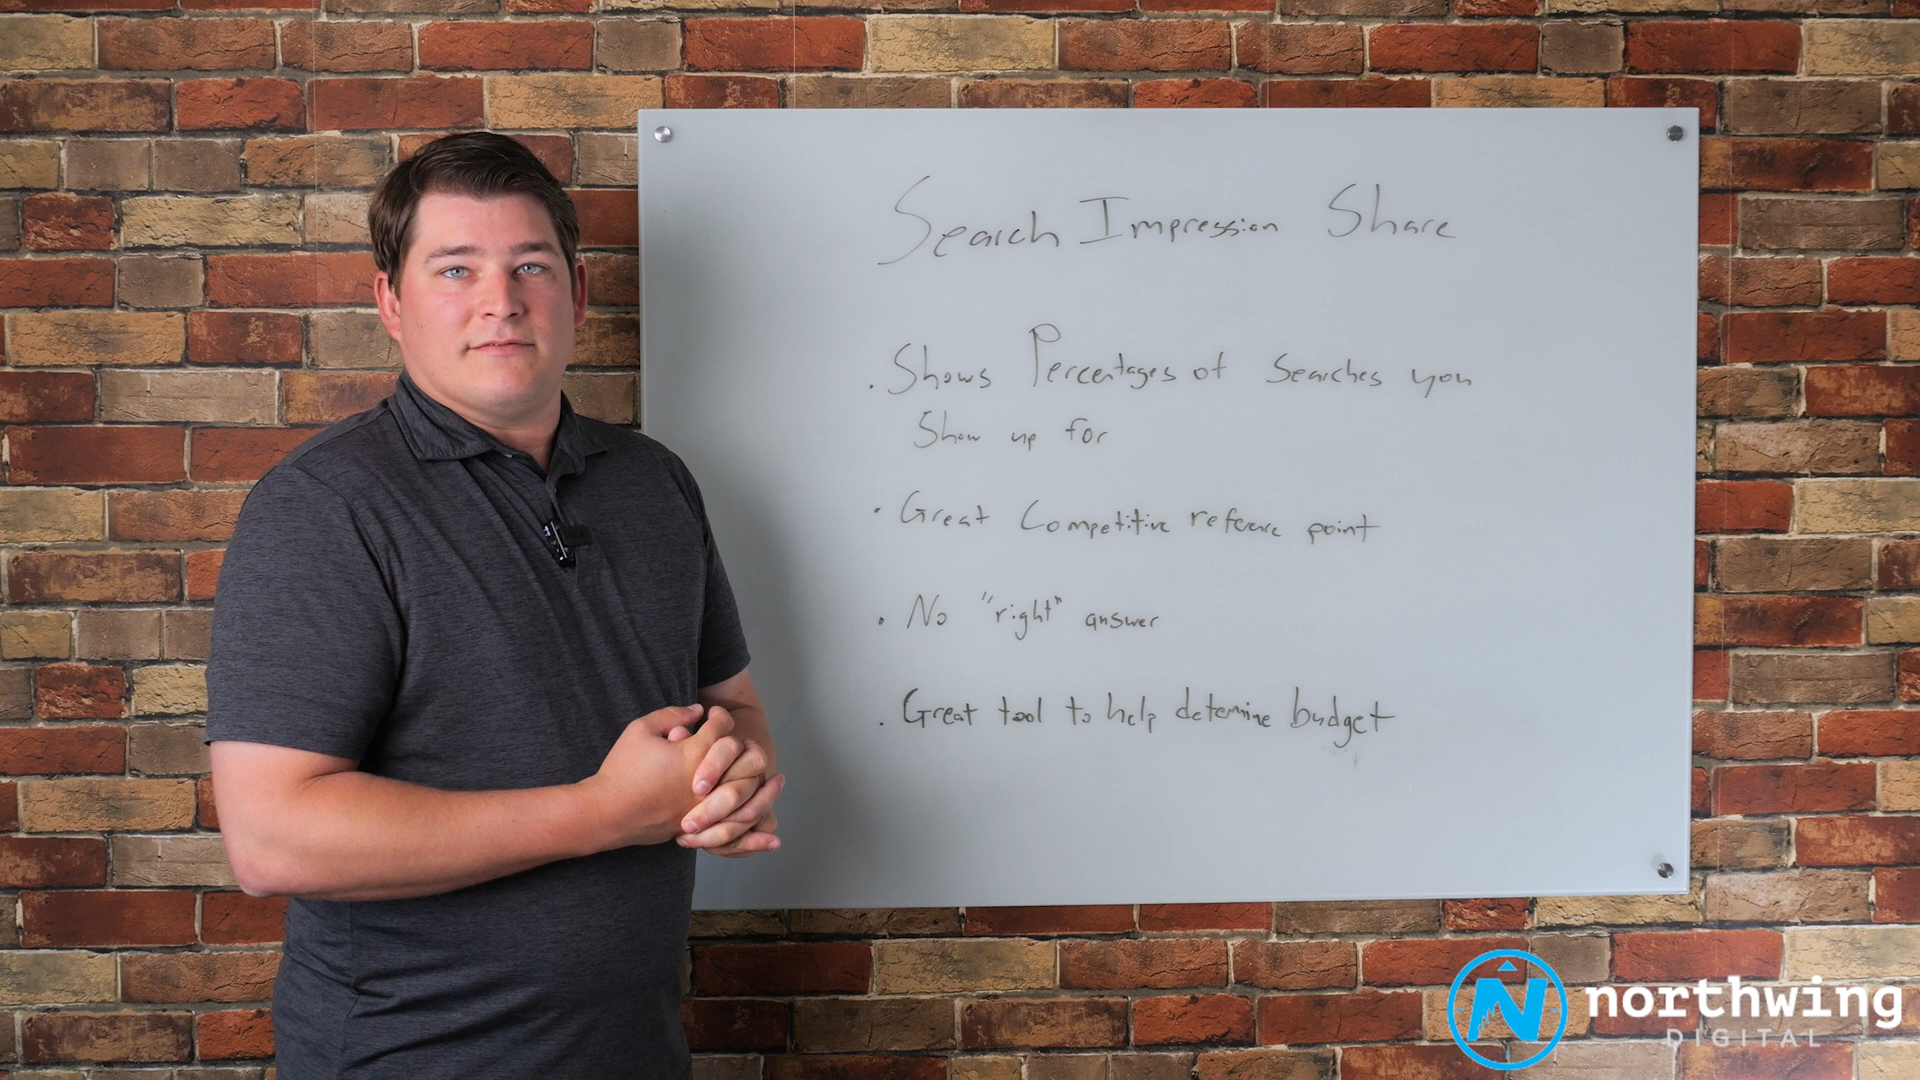 Search Impression Share
. Shows Percentages of Searches you
Show up for
. Great Competitive reference point
. No "right" answer
. Great tool to help determine budget
N northwing
DIGITAL